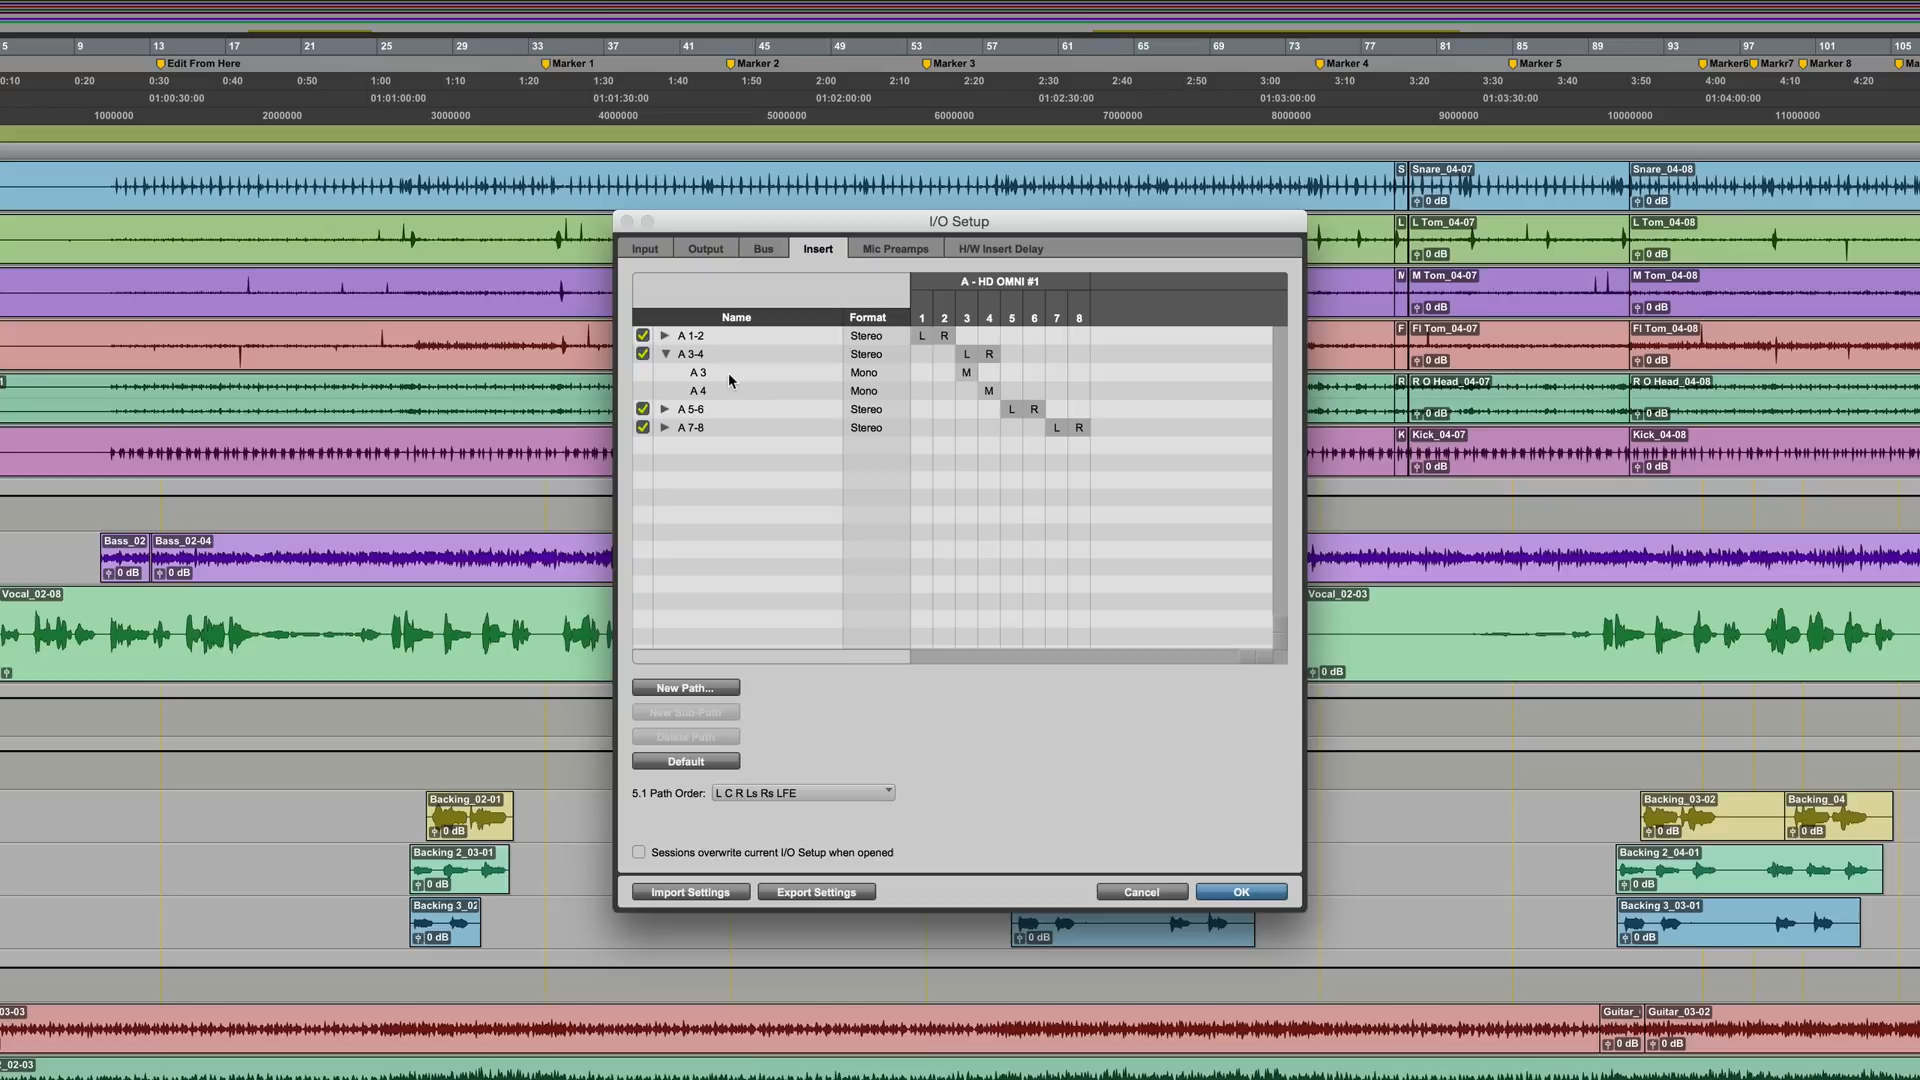 5 9 13 17 21 25 29 33 37 41 45 49 53 57 61 65 69 73 77 81 85 89 93 97 101 105
Edit From Here Marker 1 Marker 2 Marker 3 Marker 4 Marker 5 Marker6 Markr7 Marker 8 Ma
0:10 0:20 0:30 0:40 0:50 1:00 1:10 1:20 1:30 1:40 1:50 2:00 2:10 2:20 2:30 2:40 2:50 3:00 3:10 3:20 3:30 3:40 3:50 4:00 4:10 4:20
01:00:30:00 01:01:00:00 01:01:30:00 01:02:00:00 01:02:30:00 01:03:00:00 01:03:30:00 01:04:00:00
1000000 2000000 3000000 4000000 5000000 6000000 7000000 8000000 9000000 10000000 11000000
S Snare_04-07 Snare_04-08
0 dB 0 dB
L L Tom_04-07 L Tom_04-08
0 dB 0 dB
M M Tom_04-07 M Tom_04-08
0 dB 0 dB
F Fl Tom_04-07 Fl Tom_04-08
0 dB 0 dB
1 R R O Head_04-07 R O Head_04-08
0 dB 0 dB
K Kick_04-07 Kick_04-08
0 dB 0 dB
I/O Setup
Input Output Bus Insert Mic Preamps H/W Insert Delay
A - HD OMNI #1
Name Format 1 2 3 4 5 6 7 8
A 1-2 Stereo L R
A 3-4 Stereo L R
A 3 Mono M
A 4 Mono M
A 5-6 Stereo L R
A 7-8 Stereo L R
New Path...
New Sub-Path
Delete Path
Default
5.1 Path Order: L C R Ls Rs LFE
Sessions overwrite current I/O Setup when opened
Import Settings Export Settings Cancel OK
Bass_02 Bass_02-04
0 dB 0 dB
Vocal_02-08 Vocal_02-03
0 dB
Backing_02-01 Backing_03-02 Backing_04
0 dB 0 dB 0 dB
Backing 2_03-01 Backing 2_04-01
0 dB 0 dB
Backing 3_02 Backing 3_03-01
0 dB 0 dB 0 dB
03-03 Guitar_ Guitar_03-02
0 dB 0 dB
_02-03